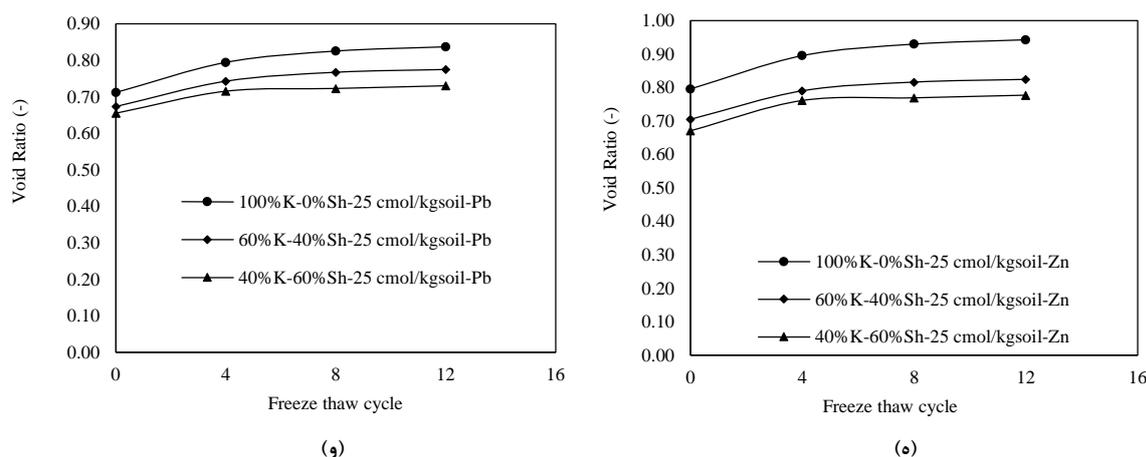 0.90
0.80
0.70
0.60
0.50
0.40
0.30
0.20
0.10
0.00
Void Ratio (-)
100%K-0%Sh-25 cmol/kgsoil-Pb
60%K-40%Sh-25 cmol/kgsoil-Pb
40%K-60%Sh-25 cmol/kgsoil-Pb
0 4 8 12 16
Freeze thaw cycle
(و)
1.00
0.90
0.80
0.70
0.60
0.50
0.40
0.30
0.20
0.10
0.00
Void Ratio (-)
100%K-0%Sh-25 cmol/kgsoil-Zn
60%K-40%Sh-25 cmol/kgsoil-Zn
40%K-60%Sh-25 cmol/kgsoil-Zn
0 4 8 12 16
Freeze thaw cycle
(ه)